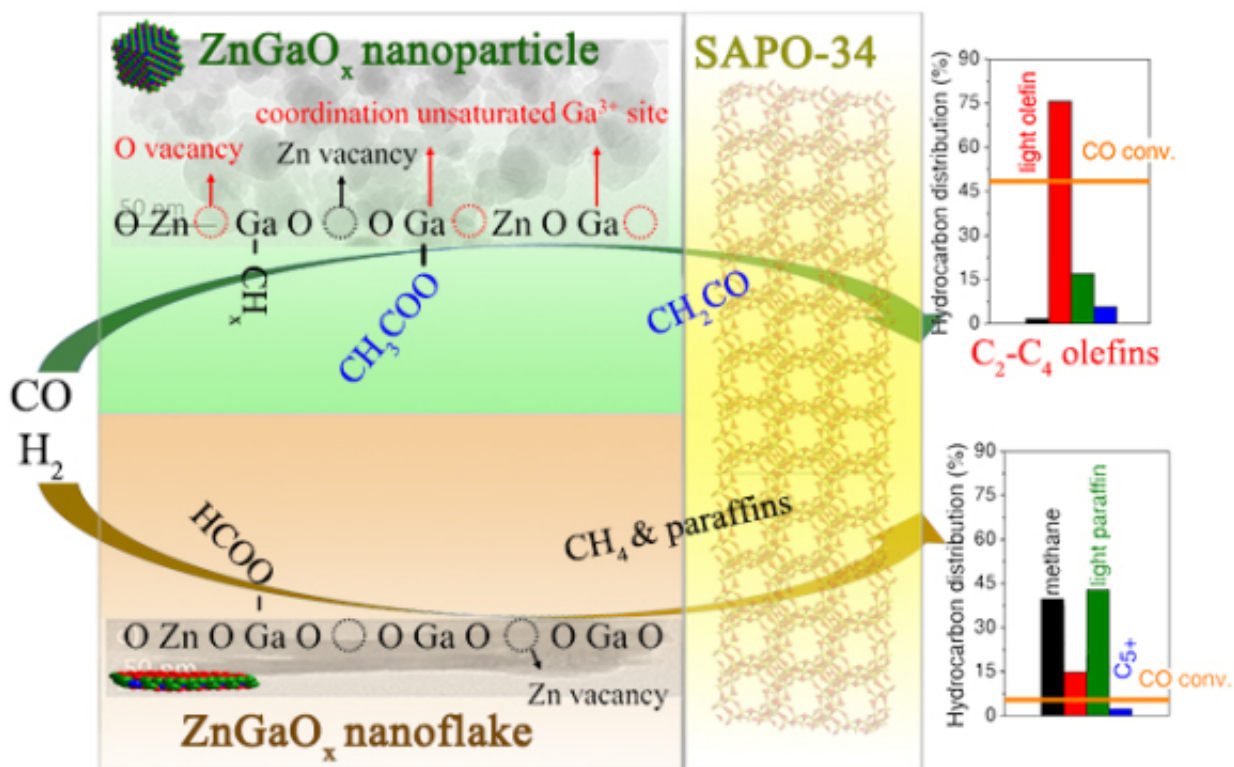 ZnGaOₓ nanoparticle
SAPO-34
coordination unsaturated Ga³⁺ site
O vacancy
Zn vacancy
50 nm
O Zn Ga O O Ga Zn O Ga
CHₓ
CH₃COO
CH₂CO
CO
H₂
HCOO
CH₄ & paraffins
O Zn O Ga O O Ga O O Ga O
50 nm
Zn vacancy
ZnGaOₓ nanoflake
Hydrocarbon distribution (%)
90
75
60
45
30
15
0
light olefin
CO conv.
C₂-C₄ olefins
Hydrocarbon distribution (%)
90
75
60
45
30
15
0
methane
light paraffin
C₅₊
CO conv.